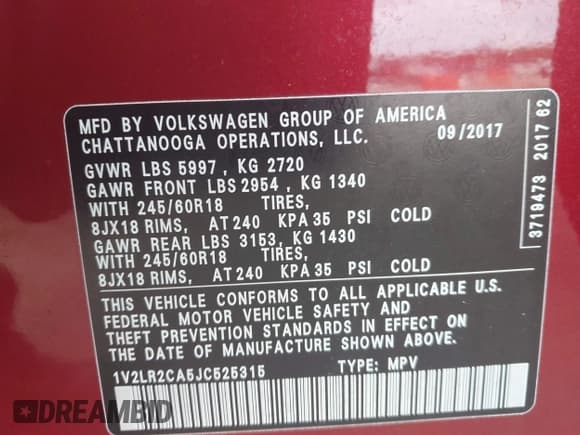 MFD BY VOLKSWAGEN GROUP OF AMERICA
CHATTANOOGA OPERATIONS, LLC. 09/2017
GVWR LBS 5997 , KG 2720
GAWR FRONT LBS 2954 , KG 1340
WITH 245/60R18 TIRES,
8JX18 RIMS, AT 240 KPA 35 PSI COLD
GAWR REAR LBS 3153, KG 1430
WITH 245/60R18 TIRES,
8JX18 RIMS, AT 240 KPA 35 PSI COLD
THIS VEHICLE CONFORMS TO ALL APPLICABLE U.S.
FEDERAL MOTOR VEHICLE SAFETY AND
THEFT PREVENTION STANDARDS IN EFFECT ON
THE DATE OF MANUFACTURE SHOWN ABOVE.
1V2LR2CA5JC525315 TYPE: MPV
3719473 2017 62
DREAMBID